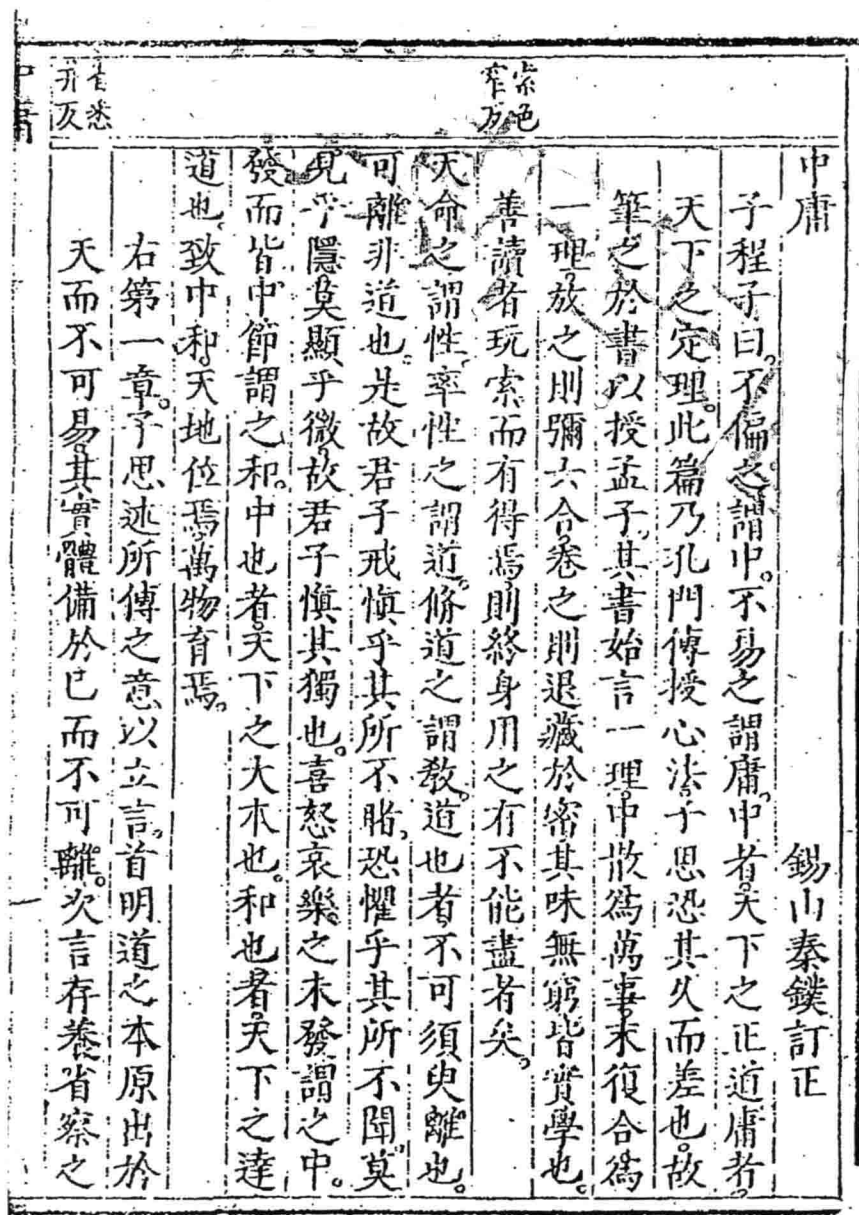 中庸　錫山秦鏷訂正
子程子曰。不偏之謂中。不易之謂庸。中者。天下之正道庸者。
天下之定理。此篇乃孔門傳授心法。子思恐其久而差也。故
筆之於書以授孟子。其書始言一理。中散爲萬事。末復合爲
一理。放之則彌六合。卷之則退藏於密其味無窮皆實學也。
善讀者玩索而有得焉。則終身用之有不能盡者矣。
天命之謂性。率性之謂道。修道之謂敎。道也者。不可須臾離也。
可離非道也。是故君子戒慎乎其所不睹。恐懼乎其所不聞。莫
見乎隱。莫顯乎微。故君子慎其獨也。喜怒哀樂之未發謂之中。
發而皆中節謂之和。中也者。天下之大本也。和也者。天下之達
道也。致中和。天地位焉。萬物育焉。
右第一章。子思述所傳之意以立言。首明道之本原出於
天而不可易。其實體備於已而不可離。次言存養省察之
索色
窄反
省悉
井反
中庸
一